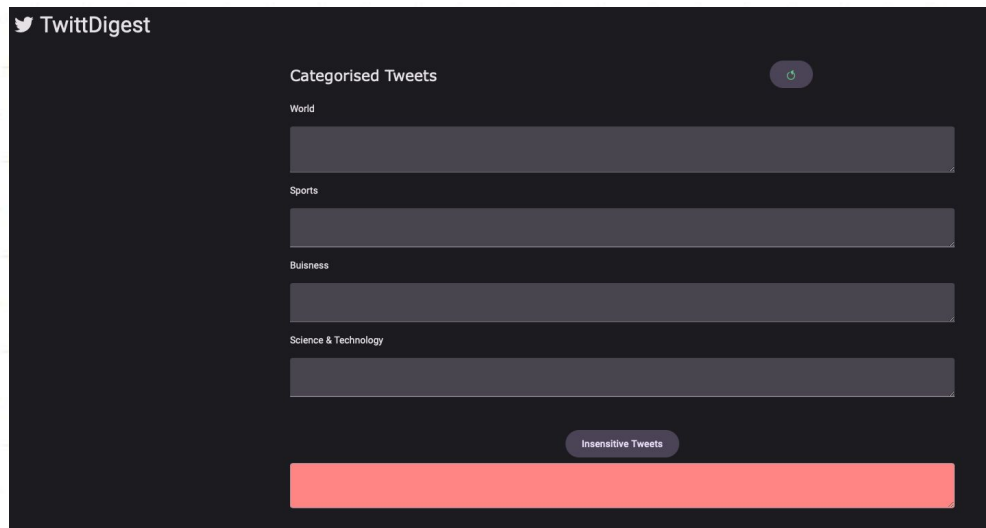 TwittDigest
Categorised Tweets
World
Sports
Buisness
Science & Technology
Insensitive Tweets